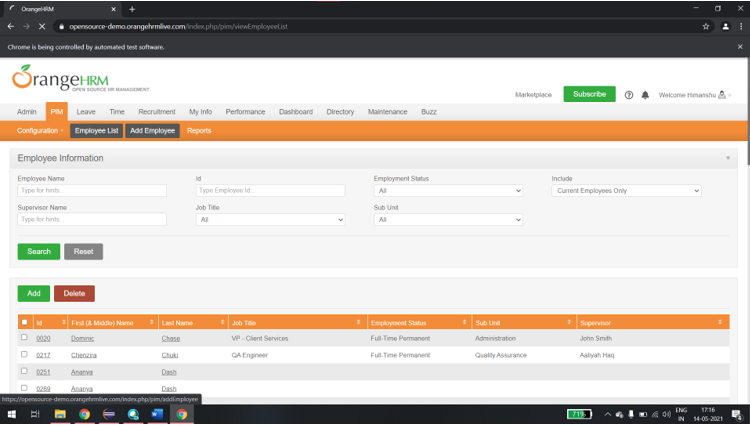 OrangeHRM
opensource-demo.orangehrmlive.com/index.php/pim/viewEmployeeList
Chrome is being controlled by automated test software.
OrangeHRM
OPEN SOURCE HR MANAGEMENT
Marketplace Subscribe Welcome Himanshu
Admin PIM Leave Time Recruitment My Info Performance Dashboard Directory Maintenance Buzz
Configuration Employee List Add Employee Reports
Employee Information
Employee Name Id Employment Status Include
Type for hints.. Type Employee Id... All Current Employees Only
Supervisor Name Job Title Sub Unit
Type for hints.. All All
Search Reset
Add Delete
Id First (& Middle) Name Last Name Job Title Employment Status Sub Unit Supervisor
0020 Dominic Chase VP - Client Services Full-Time Permanent Administration John Smith
0217 Chenzira Chuki QA Engineer Full-Time Permanent Quality Assurance Aaliyah Haq
0251 Ananya Dash
0269 Ananya Dash
https://opensource-demo.orangehrmlive.com/index.php/pim/addEmployee
71% ENG 17:16
IN 14-05-2021